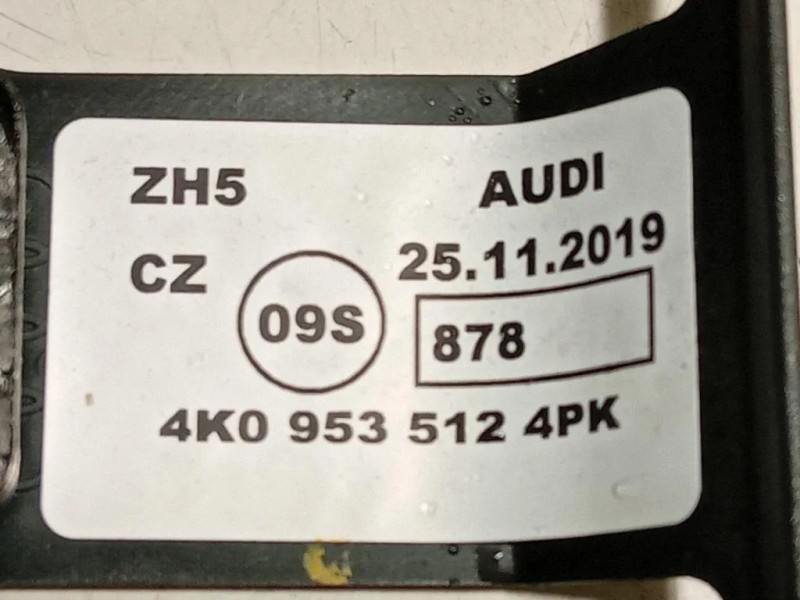 ZH5 AUDI
CZ 09S 25.11.2019
878
4K0 953 512 4PK